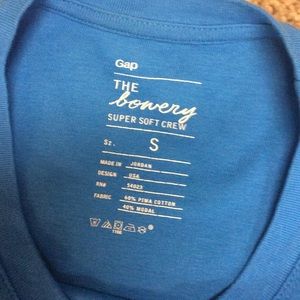 Gap
THE
bowery
SUPER SOFT CREW
Sz. S
MADE IN JORDAN
DESIGN USA
RN# 54023
FABRIC 60% PIMA COTTON
40% MODAL